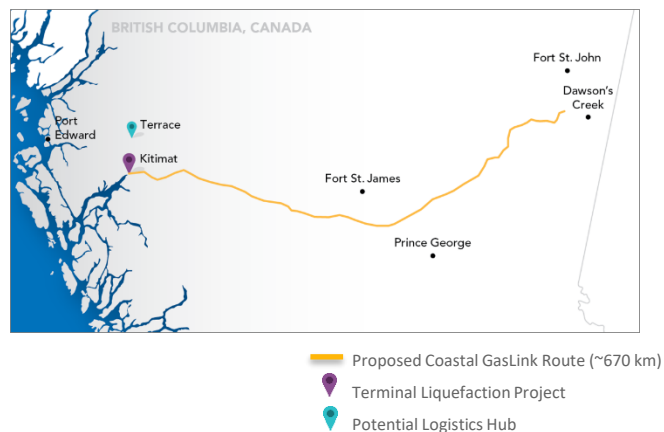 BRITISH COLUMBIA, CANADA
Fort St. John
Dawson's
Creek
Port
Edward
Terrace
Kitimat
Fort St. James
Prince George
Proposed Coastal GasLink Route (~670 km)
Terminal Liquefaction Project
Potential Logistics Hub